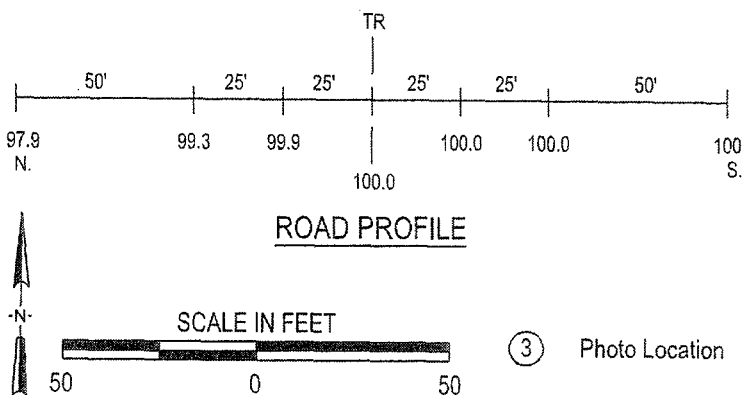 TR
50' 25' 25' 25' 25' 50'
97.9 99.3 99.9 100.0 100.0 100
N. S.
100.0
ROAD PROFILE
-N-
SCALE IN FEET
3 Photo Location
50 0 50